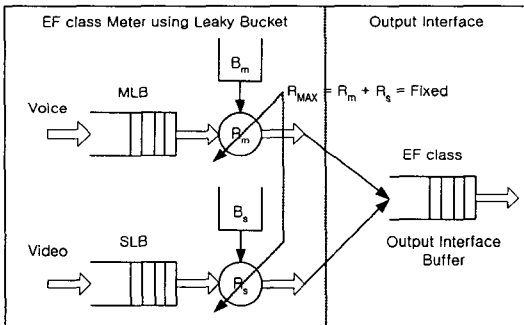 EF class Meter using Leaky Bucket
Output Interface
Bm
MLB
RMAX = Rm + Rs = Fixed
Voice
Rm
EF class
Bs
Output Interface
Buffer
Video
SLB
Rs